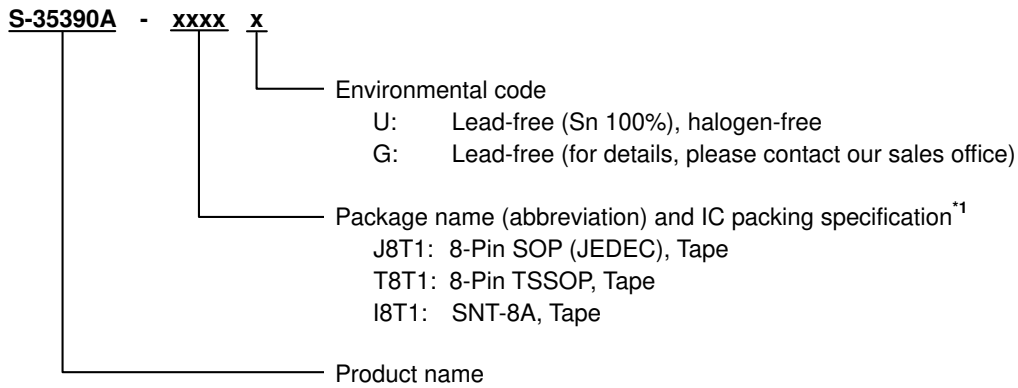 S-35390A - xxxx x
Environmental code
U: Lead-free (Sn 100%), halogen-free
G: Lead-free (for details, please contact our sales office)
Package name (abbreviation) and IC packing specification*1
J8T1: 8-Pin SOP (JEDEC), Tape
T8T1: 8-Pin TSSOP, Tape
I8T1: SNT-8A, Tape
Product name